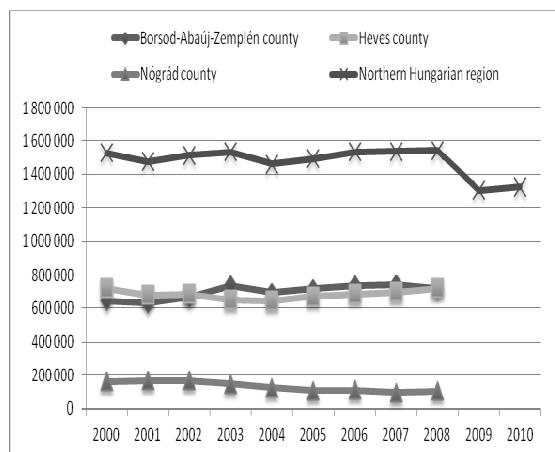 Borsod-Abaúj-Zemplén county
Heves county
Nógrád county
Northern Hungarian region
1 800 000
1 600 000
1 400 000
1 200 000
1 000 000
800 000
600 000
400 000
200 000
0
2000 2001 2002 2003 2004 2005 2006 2007 2008 2009 2010